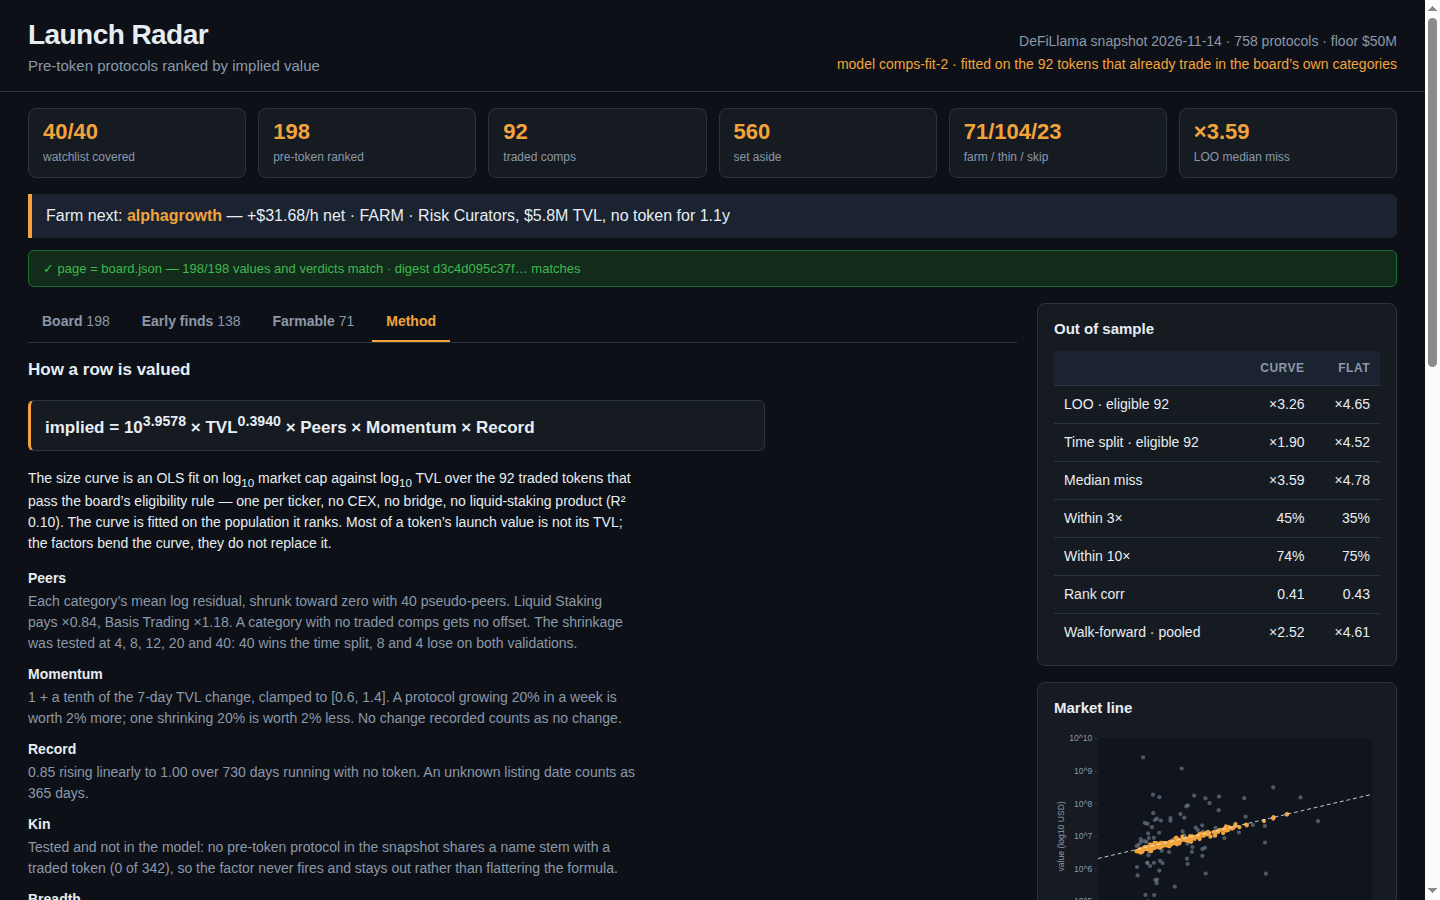 Launch Radar
Pre-token protocols ranked by implied value
DeFiLlama snapshot 2026-11-14 · 758 protocols · floor $50M
model comps-fit-2 · fitted on the 92 tokens that already trade in the board's own categories
40/40
watchlist covered
198
pre-token ranked
92
traded comps
560
set aside
71/104/23
farm / thin / skip
×3.59
LOO median miss
Farm next: alphagrowth — +$31.68/h net · FARM · Risk Curators, $5.8M TVL, no token for 1.1y
✓ page = board.json — 198/198 values and verdicts match · digest d3c4d095c37f… matches
Board 198 Early finds 138 Farmable 71 Method
How a row is valued
implied = 10^3.9578 × TVL^0.3940 × Peers × Momentum × Record
The size curve is an OLS fit on log10 market cap against log10 TVL over the 92 traded tokens that
pass the board's eligibility rule — one per ticker, no CEX, no bridge, no liquid-staking product (R²
0.10). The curve is fitted on the population it ranks. Most of a token's launch value is not its TVL;
the factors bend the curve, they do not replace it.
Peers
Each category's mean log residual, shrunk toward zero with 40 pseudo-peers. Liquid Staking
pays ×0.84, Basis Trading ×1.18. A category with no traded comps gets no offset. The shrinkage
was tested at 4, 8, 12, 20 and 40: 40 wins the time split, 8 and 4 lose on both validations.
Momentum
1 + a tenth of the 7-day TVL change, clamped to [0.6, 1.4]. A protocol growing 20% in a week is
worth 2% more; one shrinking 20% is worth 2% less. No change recorded counts as no change.
Record
0.85 rising linearly to 1.00 over 730 days running with no token. An unknown listing date counts as
365 days.
Kin
Tested and not in the model: no pre-token protocol in the snapshot shares a name stem with a
traded token (0 of 342), so the factor never fires and stays out rather than flattering the formula.
Breadth
Out of sample
CURVE FLAT
LOO · eligible 92 ×3.26 ×4.65
Time split · eligible 92 ×1.90 ×4.52
Median miss ×3.59 ×4.78
Within 3× 45% 35%
Within 10× 74% 75%
Rank corr 0.41 0.43
Walk-forward · pooled ×2.52 ×4.61
Market line
10^10
10^9
10^8
10^7
10^6
10^5
value (log10 USD)